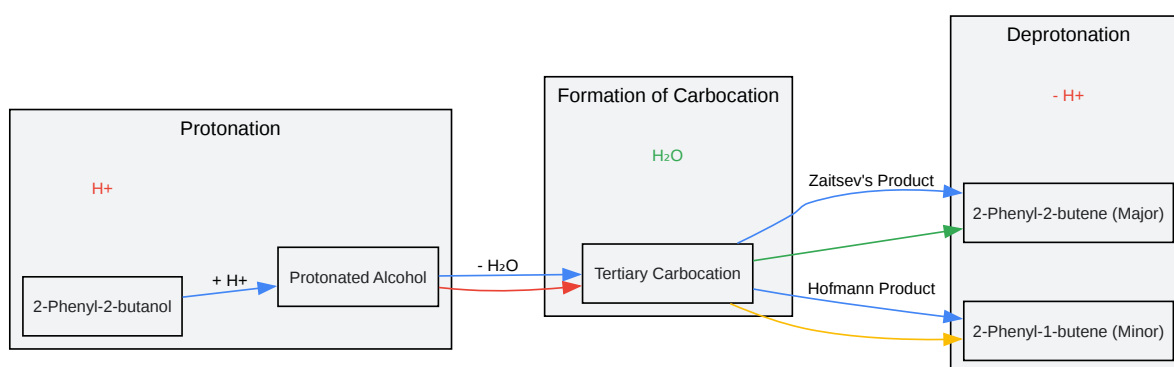 Protonation
H+
2-Phenyl-2-butanol
+ H+
Protonated Alcohol
- H₂O
Formation of Carbocation
H₂O
Tertiary Carbocation
Zaitsev's Product
Hofmann Product
Deprotonation
- H+
2-Phenyl-2-butene (Major)
2-Phenyl-1-butene (Minor)